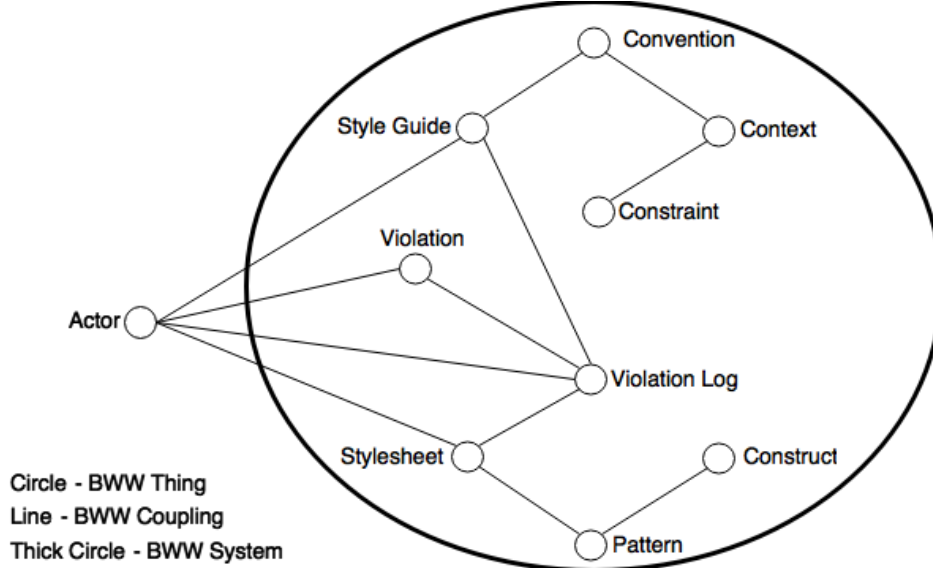 Convention
Style Guide
Context
Constraint
Violation
Actor
Violation Log
Stylesheet
Construct
Circle - BWW Thing
Line - BWW Coupling
Pattern
Thick Circle - BWW System